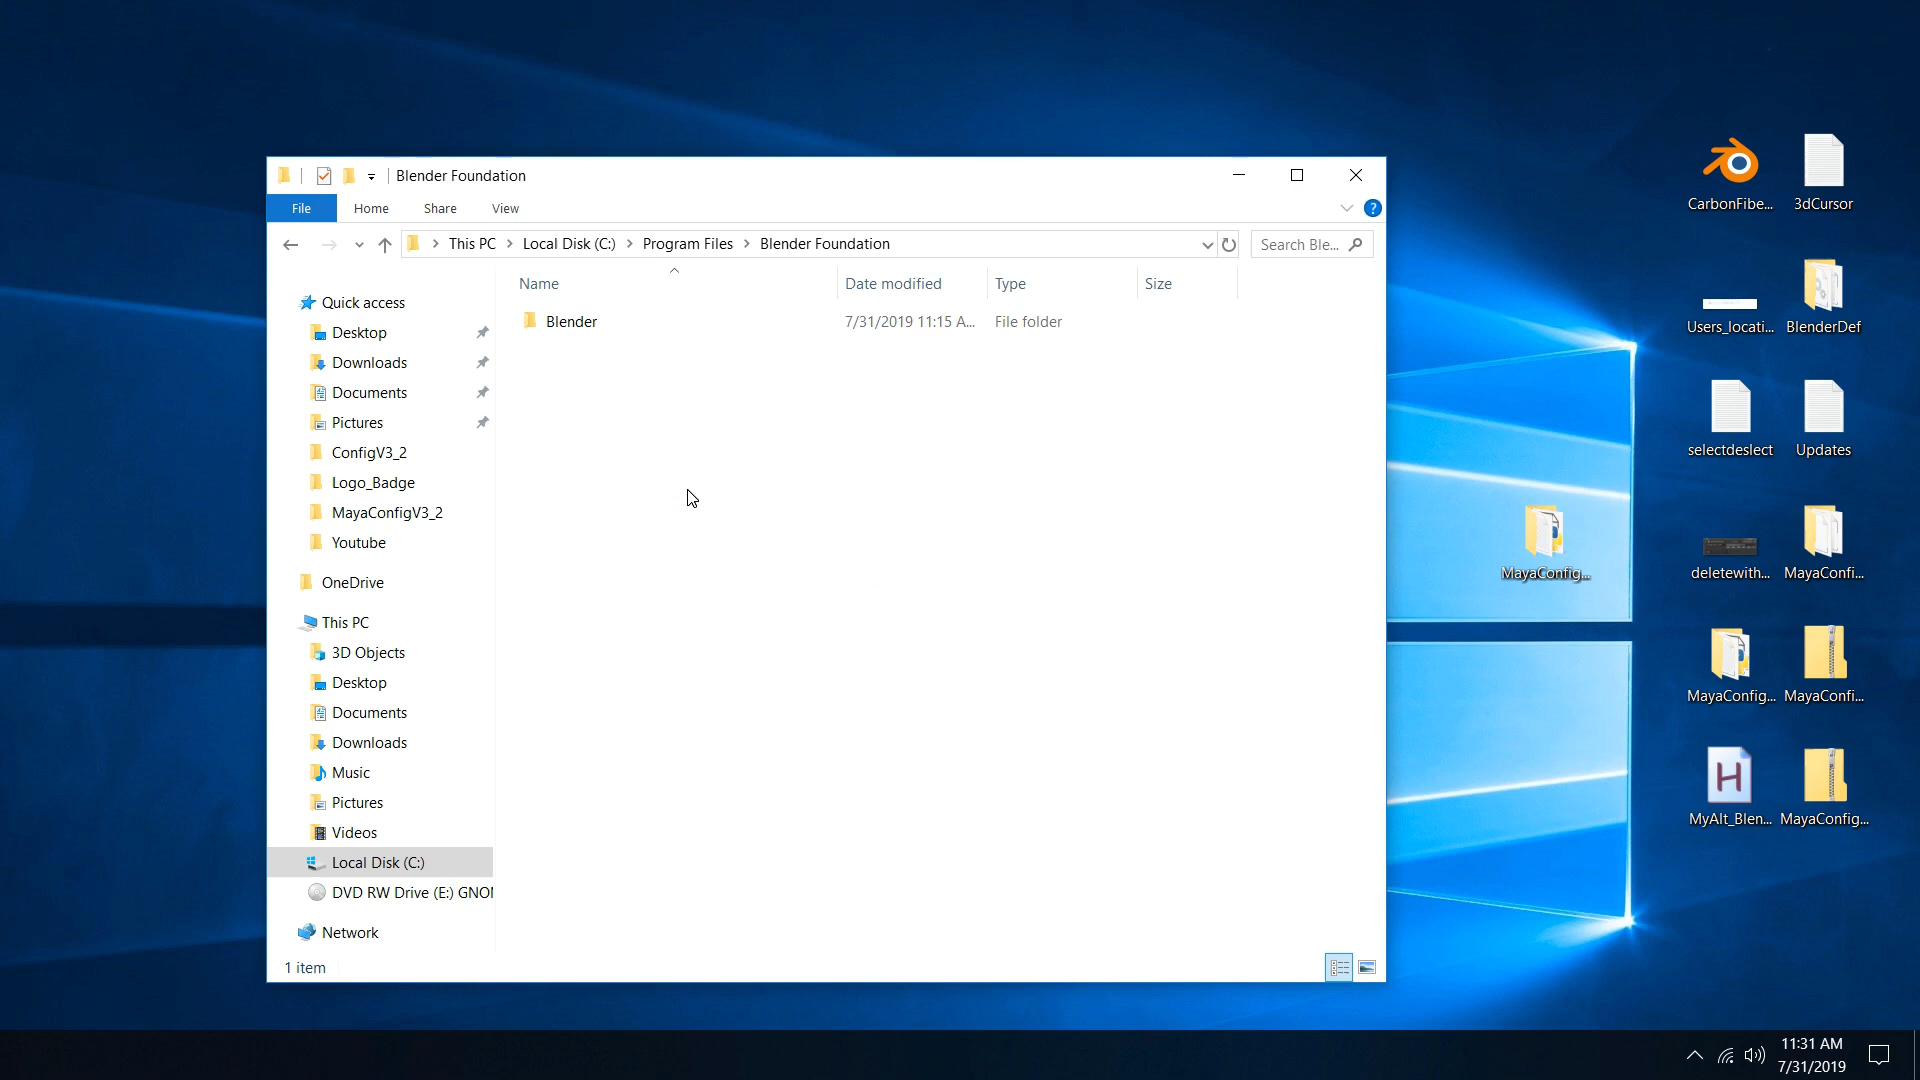 Blender Foundation
File Home Share View
?
This PC Local Disk (C:) Program Files Blender Foundation
Search Ble...
Name Date modified Type Size
Blender 7/31/2019 11:15 A... File folder
Quick access
Desktop
Downloads
Documents
Pictures
ConfigV3_2
Logo_Badge
MayaConfigV3_2
Youtube
OneDrive
This PC
3D Objects
Desktop
Documents
Downloads
Music
Pictures
Videos
Local Disk (C:)
DVD RW Drive (E:) GNO
Network
1 item
CarbonFibe... 3dCursor
Users_locati... BlenderDef
selectdeslect Updates
MayaConfig... deletewith... MayaConfi...
MayaConfig... MayaConfi...
H
MyAlt_Blen... MayaConfig...
11:31 AM
7/31/2019